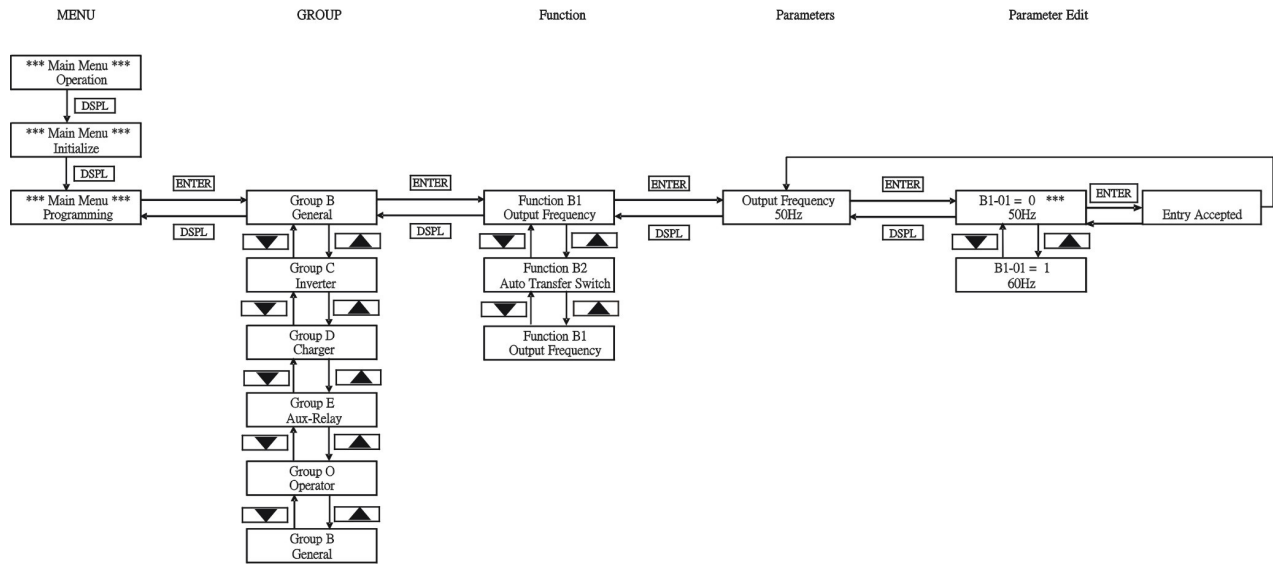 MENU
GROUP
Function
Parameters
Parameter Edit
*** Main Menu ***
Operation
DSPL
*** Main Menu ***
Initialize
DSPL
*** Main Menu ***
Programming
ENTER
DSPL
Group B
General
Group C
Inverter
Group D
Charger
Group E
Aux-Relay
Group O
Operator
Group B
General
ENTER
DSPL
Function B1
Output Frequency
Function B2
Auto Transfer Switch
Function B1
Output Frequency
ENTER
DSPL
Output Frequency
50Hz
ENTER
DSPL
B1-01 = 0 ***
50Hz
B1-01 = 1
60Hz
ENTER
Entry Accepted